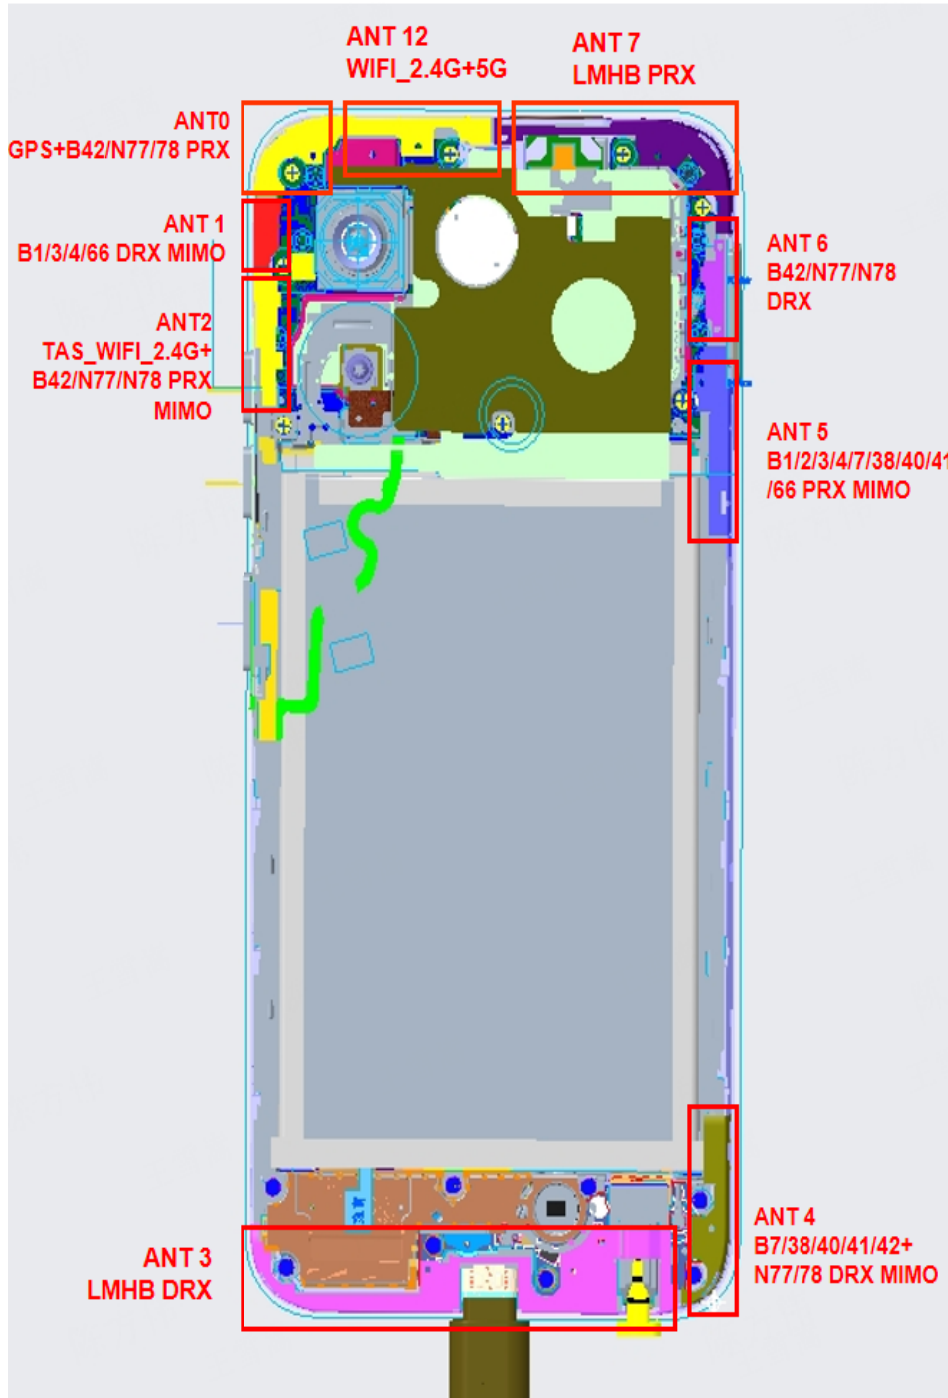 ANT 12
WIFI_2.4G+5G
ANT 7
LMHB PRX
ANT0
GPS+B42/N77/78 PRX
ANT 1
B1/3/4/66 DRX MIMO
ANT 6
B42/N77/N78
DRX
ANT2
TAS_WIFI_2.4G+
B42/N77/N78 PRX
MIMO
ANT 5
B1/2/3/4/7/38/40/41
/66 PRX MIMO
ANT 4
B7/38/40/41/42+
N77/78 DRX MIMO
ANT 3
LMHB DRX